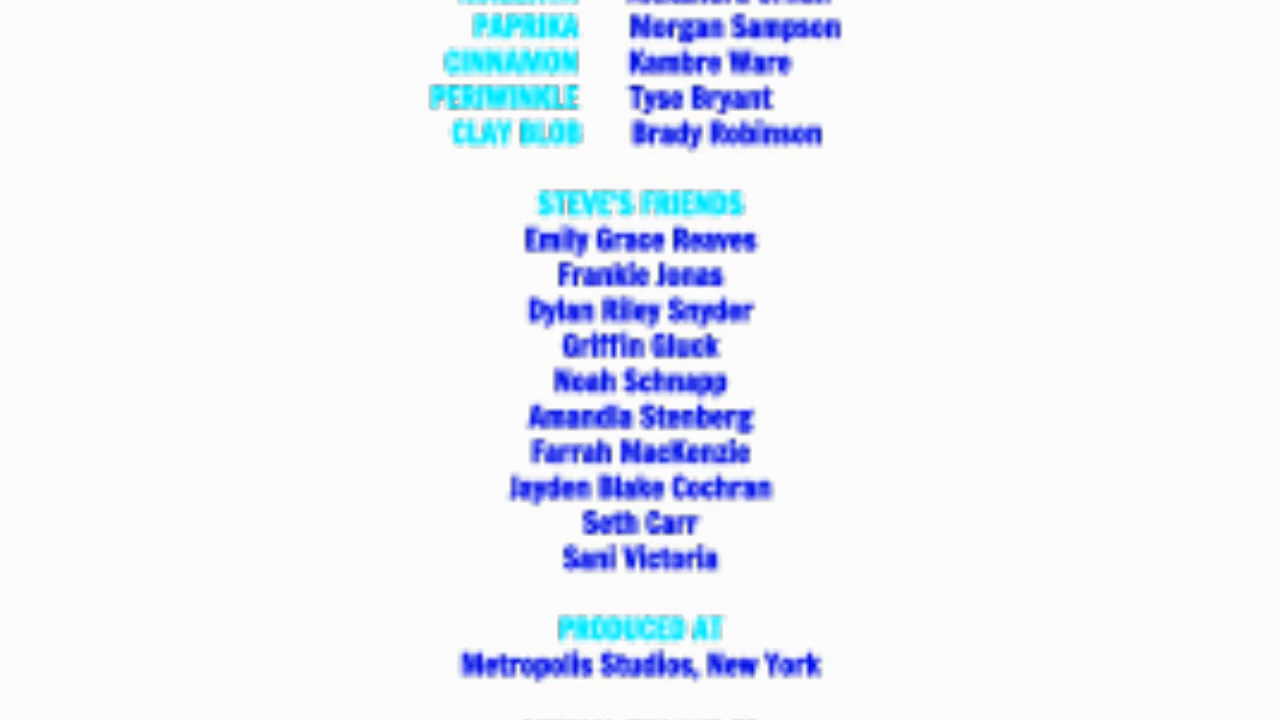 PAPRIKA Morgan Sampson
CINNAMON Kambre Ware
PERIWINKLE Tyse Bryant
CLAY BLOB Brady Robinson
STEVE'S FRIENDS
Emily Grace Reaves
Frankie Jonas
Dylan Riley Snyder
Griffin Gluck
Noah Schnapp
Amandla Stenberg
Farrah MacKenzie
Jayden Blake Cochran
Seth Carr
Sani Victoria
PRODUCED AT
Metropolis Studios, New York